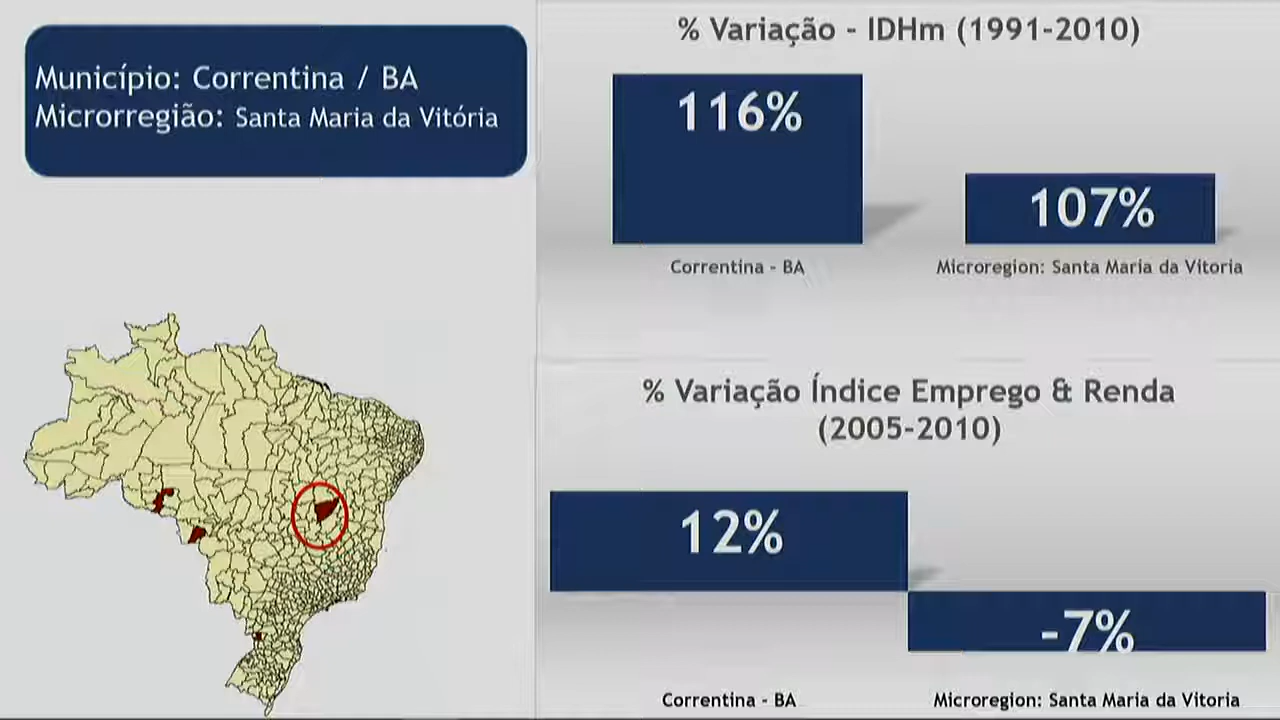 Município: Correntina / BA
Microrregião: Santa Maria da Vitória
% Variação - IDHm (1991-2010)
116%
107%
Correntina - BA
Microregion: Santa Maria da Vitoria
% Variação Índice Emprego & Renda
(2005-2010)
12%
-7%
Correntina - BA
Microregion: Santa Maria da Vitoria